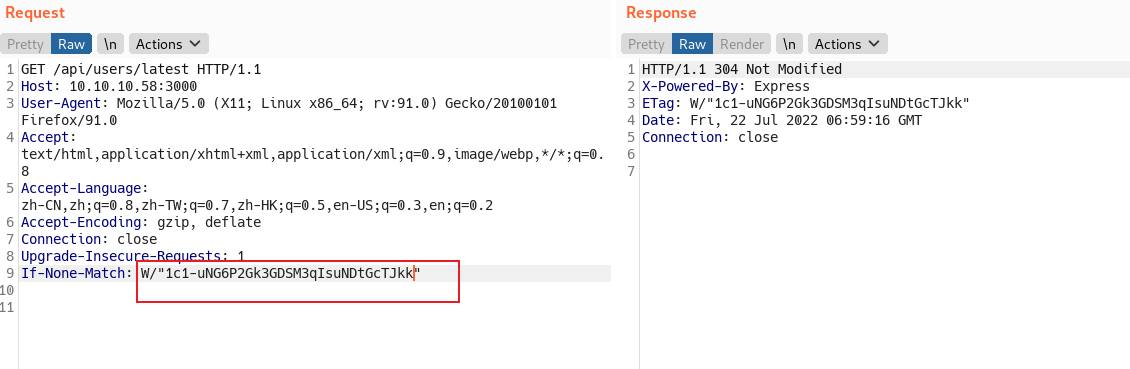 Request
Response
Pretty Raw \n Actions
Pretty Raw Render \n Actions
1 GET /api/users/latest HTTP/1.1
2 Host: 10.10.10.58:3000
3 User-Agent: Mozilla/5.0 (X11; Linux x86_64; rv:91.0) Gecko/20100101
Firefox/91.0
4 Accept:
text/html,application/xhtml+xml,application/xml;q=0.9,image/webp,*/*;q=0.
8
5 Accept-Language:
zh-CN,zh;q=0.8,zh-TW;q=0.7,zh-HK;q=0.5,en-US;q=0.3,en;q=0.2
6 Accept-Encoding: gzip, deflate
7 Connection: close
8 Upgrade-Insecure-Requests: 1
9 If-None-Match: W/"1c1-uNG6P2Gk3GDSM3qIsuNDtGcTJkk"
10
11
1 HTTP/1.1 304 Not Modified
2 X-Powered-By: Express
3 ETag: W/"1c1-uNG6P2Gk3GDSM3qIsuNDtGcTJkk"
4 Date: Fri, 22 Jul 2022 06:59:16 GMT
5 Connection: close
6
7